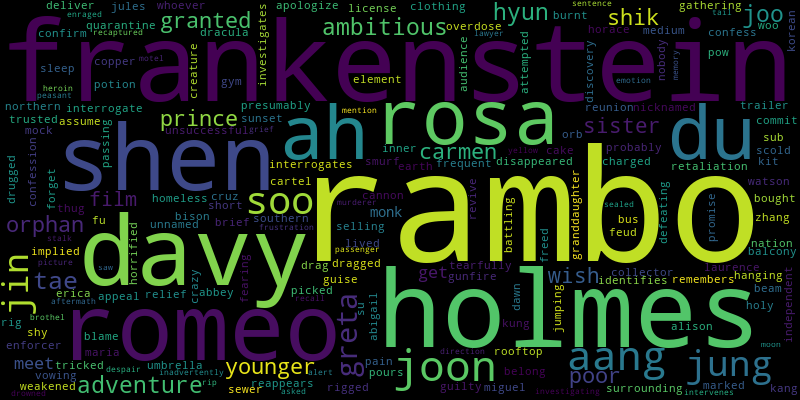 frankenstein
rambo
holmes
davy
romeo
shen
rosa
ah
du
joon
aang
jung
soo
jin
tae
greta
hyun
shik
joo
granted
ambitious
prince
sister
carmen
film
orphan
wish
get
meet
younger
adventure
poor
deliver
enraged
jules
whoever
apologize
license
clothing
gathering
sentence
tail
quarantine
recaptured
dracula
overdose
burnt
horace
medium
confess
woo
korean
confirm
motel
copper
investigates
audience
lawyer
attempted
discovery
nobody
memory
pow
sleep
creature
gym
element
emotion
heroin
peasant
potion
northern
interrogate
presumably
trusted
assume
unsuccessful
sunset
grief
mention
reunion
nicknamed
trailer
commit
mock
passing
inner
orb
probably
sub
scold
confession
interrogates
smurf
earth
frequent
yellow
cake
disappeared
charged
retaliation
kit
drugged
forget
cartel
revive
granddaughter
watson
homeless
cruz
cannon
murderer
battling
sealed
bus
feud
defeating
promise
bought
thug
short
bison
monk
zhang
fu
unnamed
southern
brief
selling
freed
nation
implied
horrified
lived
passenger
balcony
stalk
picture
saw
frustration
drag
dragged
tearfully
collector
laurence
hanging
crazy
fearing
guise
gunfire
identifies
remembers
independent
erica
abbey
picked
su
dawn
beam
aftermath
appeal
relief
recall
abigail
jumping
holy
rig
brothel
shy
kung
alison
blame
enforcer
maria
rooftop
direction
moon
tricked
umbrella
pain
vowing
despair
inadvertently
alert
pours
belong
surrounding
marked
weakened
rip
reappears
asked
sewer
rigged
guilty
miguel
investigating
intervenes
kang